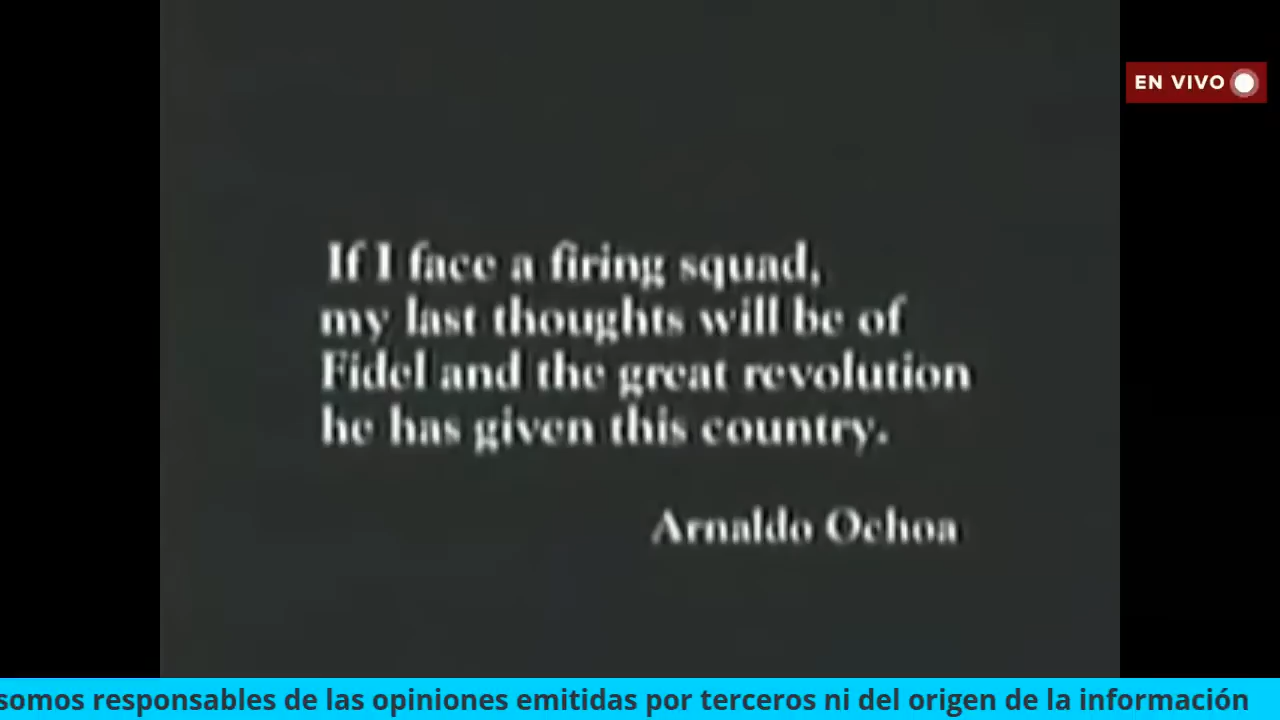 EN VIVO
If I face a firing squad,
my last thoughts will be of
Fidel and the great revolution
he has given this country.
Arnaldo Ochoa
somos responsables de las opiniones emitidas por terceros ni del origen de la información